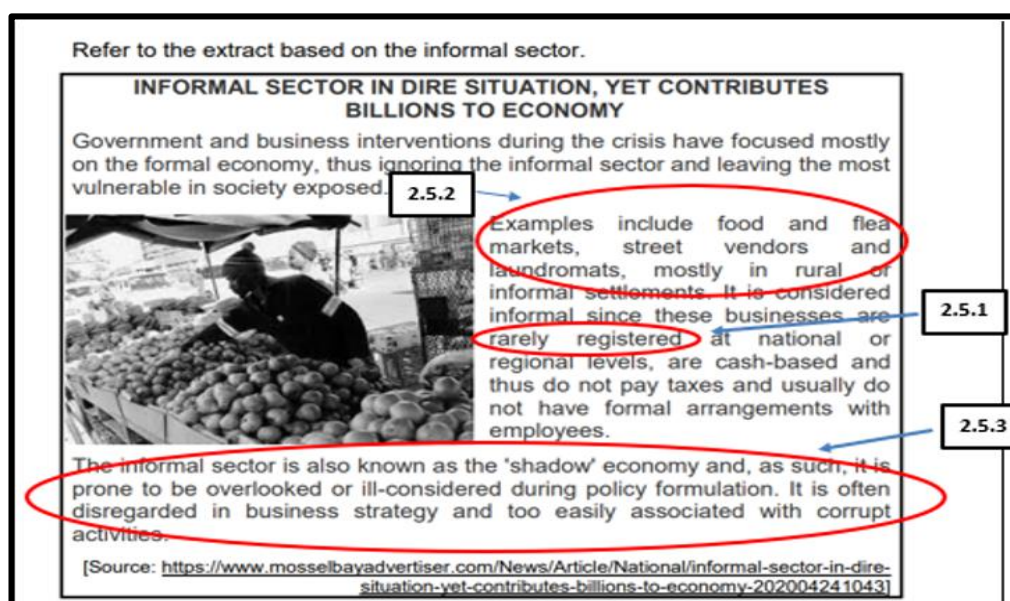 Refer to the extract based on the informal sector.
INFORMAL SECTOR IN DIRE SITUATION, YET CONTRIBUTES
BILLIONS TO ECONOMY
Government and business interventions during the crisis have focused mostly
on the formal economy, thus ignoring the informal sector and leaving the most
vulnerable in society exposed.
2.5.2
Examples include food and flea
markets, street vendors and
laundromats, mostly in rural or
informal settlements. It is considered
informal since these businesses are
2.5.1
rarely registered at national or
regional levels, are cash-based and
thus do not pay taxes and usually do
not have formal arrangements with
employees.
2.5.3
The informal sector is also known as the 'shadow' economy and, as such, it is
prone to be overlooked or ill-considered during policy formulation. It is often
disregarded in business strategy and too easily associated with corrupt
activities.
[Source: https://www.mosselbayadvertiser.com/News/Article/National/informal-sector-in-dire-
situation-yet-contributes-billions-to-economy-202004241043]